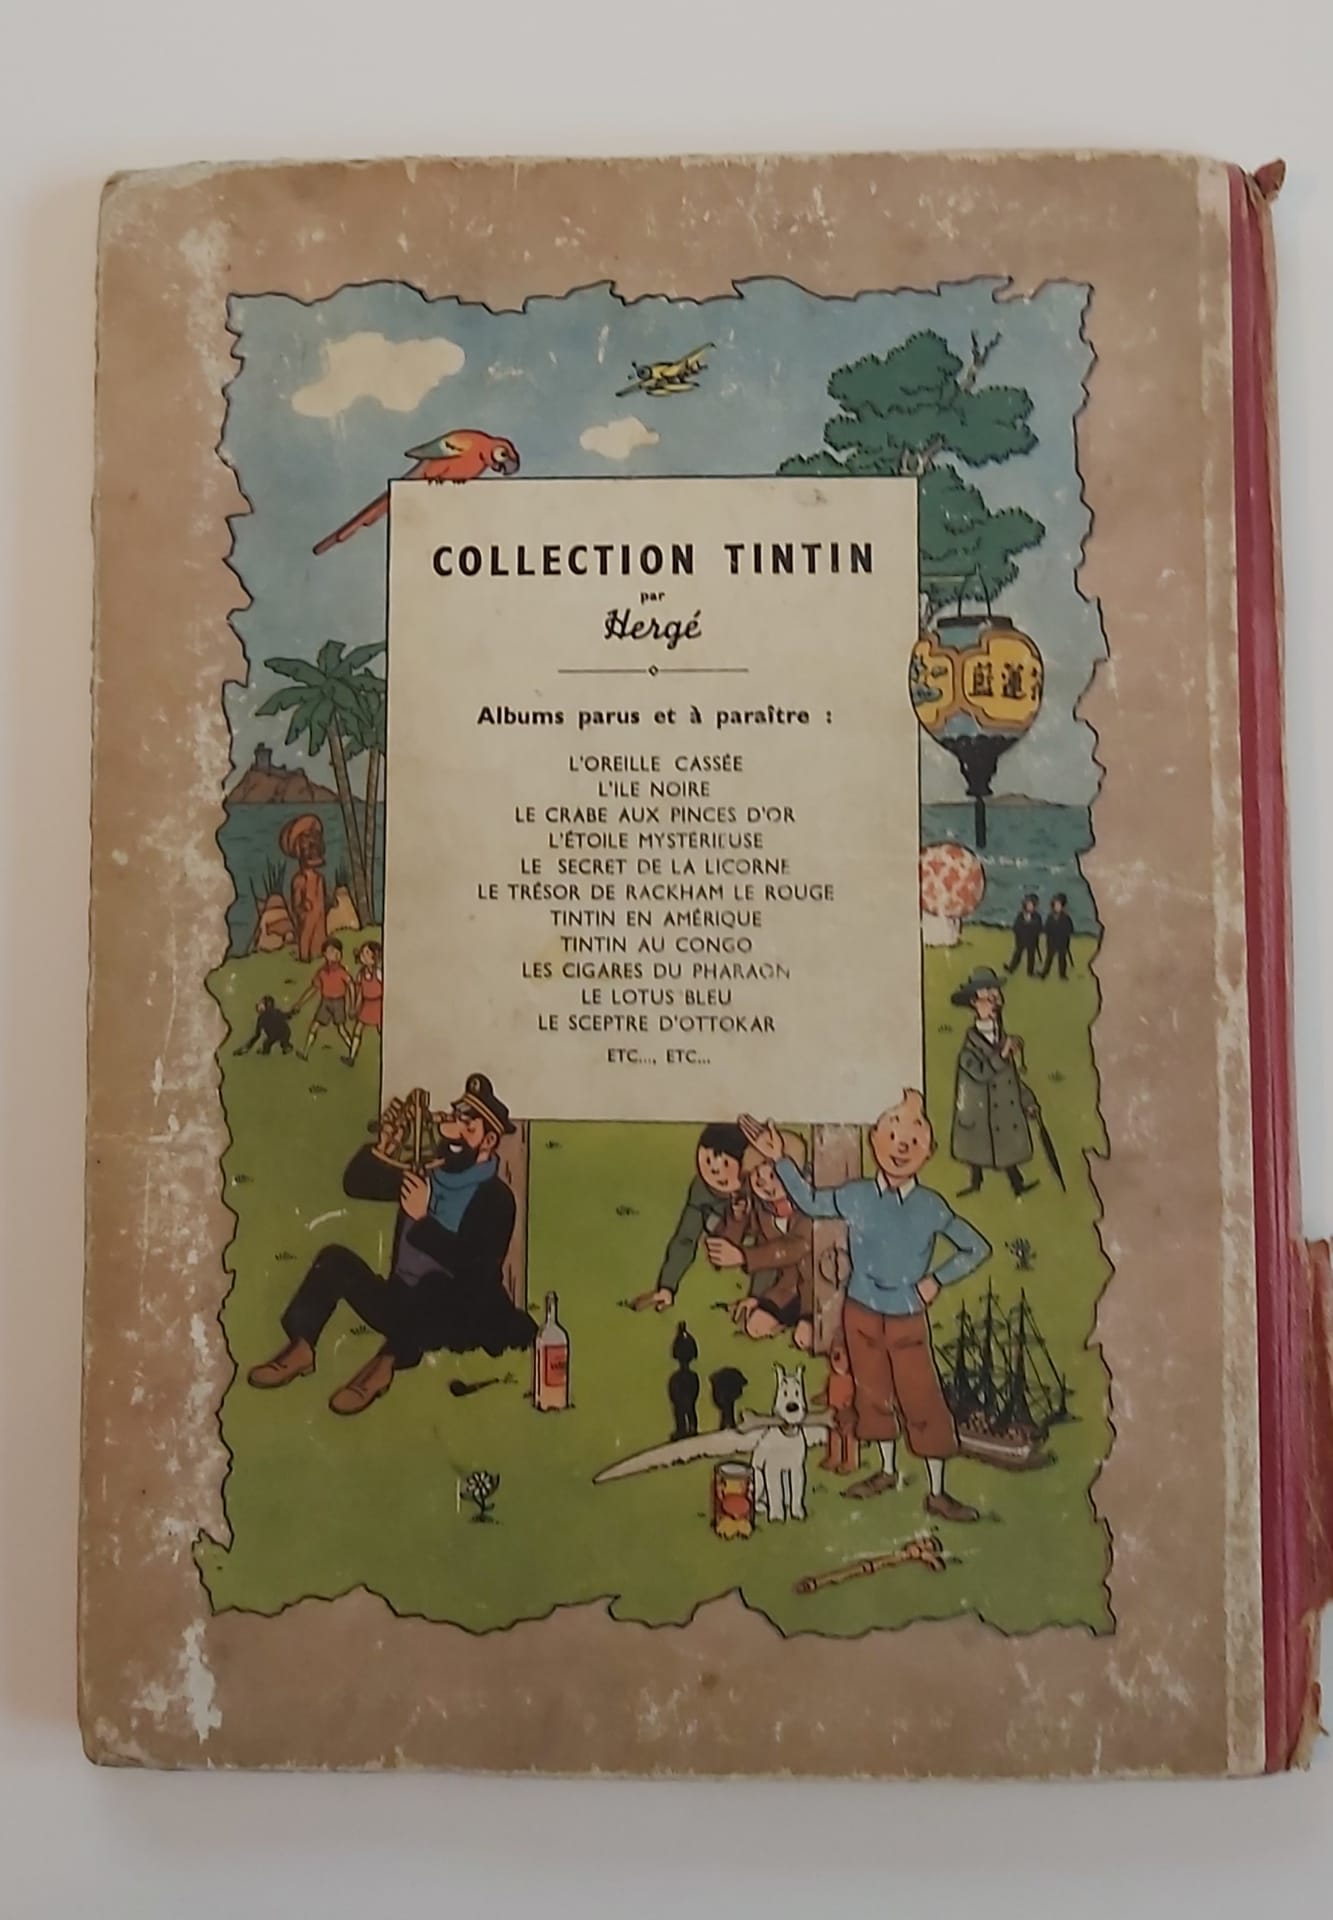 COLLECTION TINTIN
par
Hergé
Albums parus et à paraître :
L'OREILLE CASSÉE
L'ILE NOIRE
LE CRABE AUX PINCES D'OR
L'ÉTOILE MYSTÉRIEUSE
LE SECRET DE LA LICORNE
LE TRÉSOR DE RACKHAM LE ROUGE
TINTIN EN AMÉRIQUE
TINTIN AU CONGO
LES CIGARES DU PHARAON
LE LOTUS BLEU
LE SCEPTRE D'OTTOKAR
ETC..., ETC...